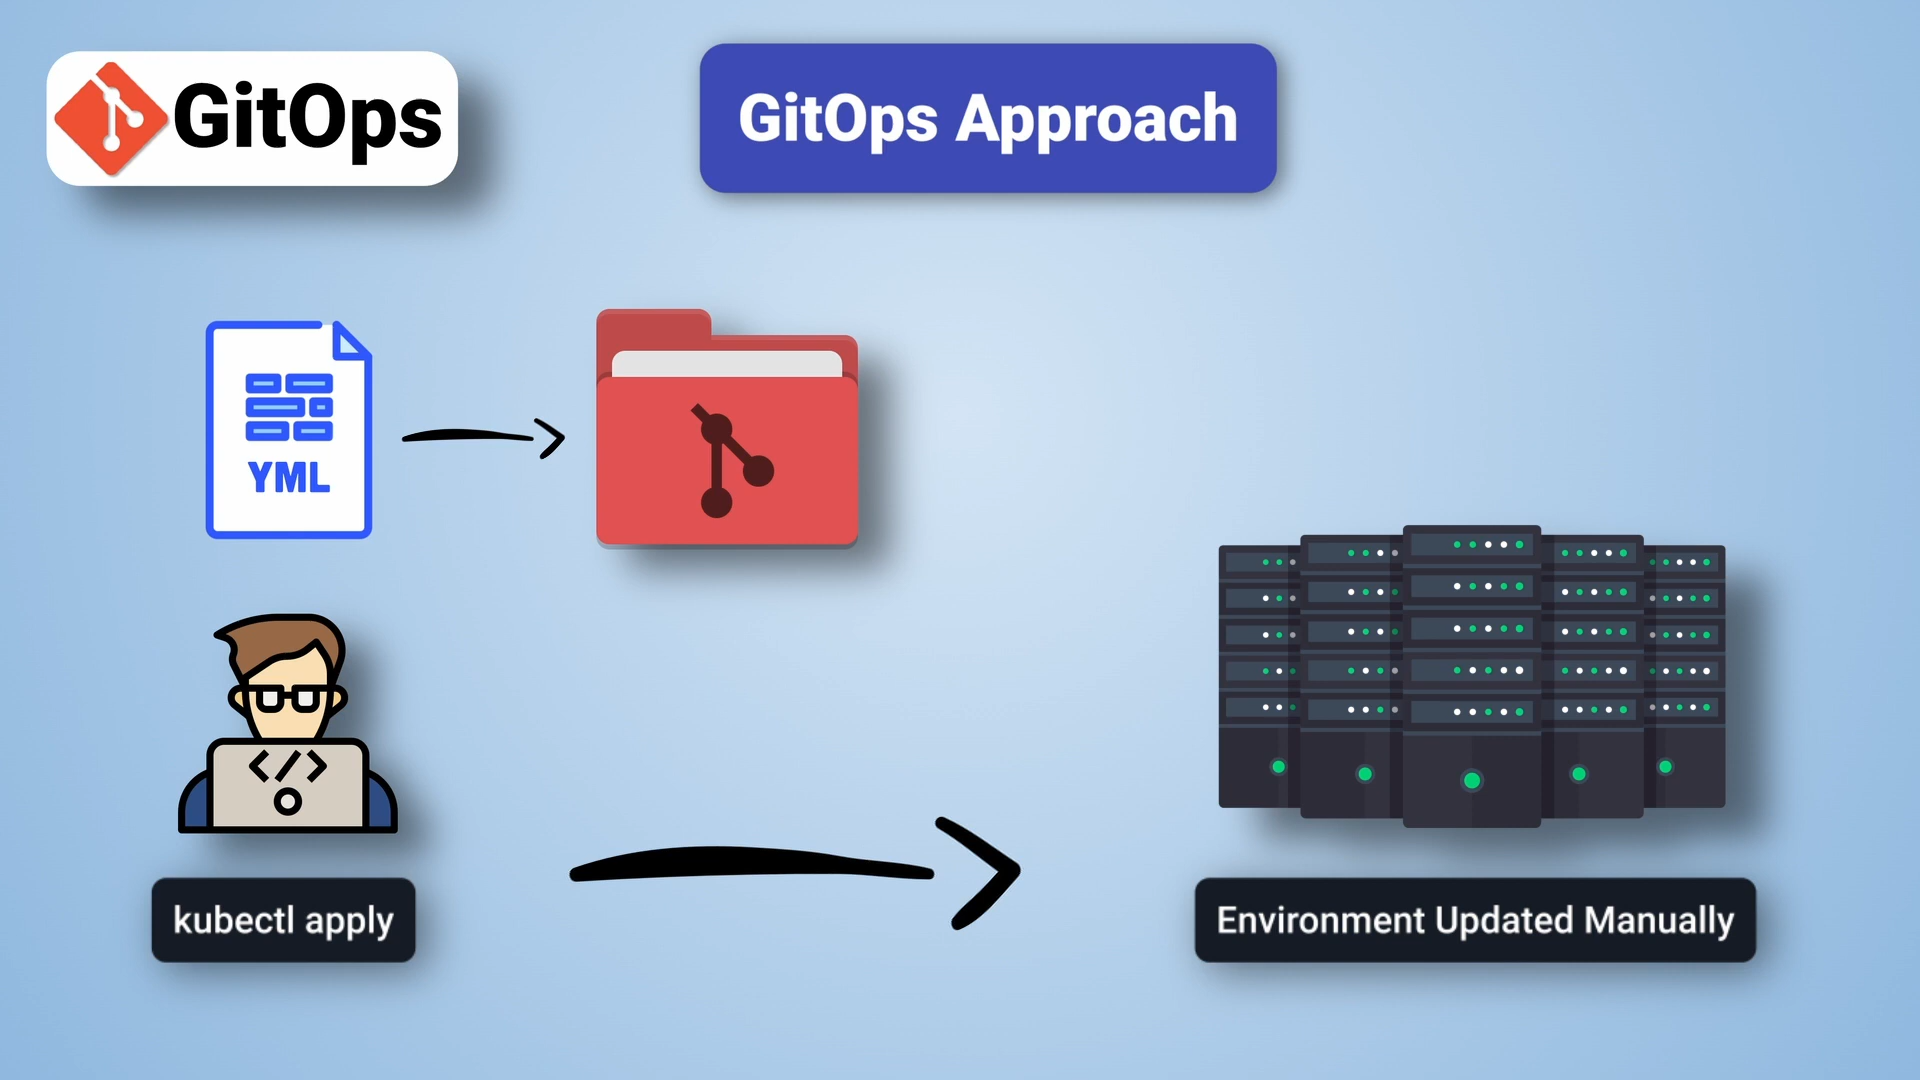 GitOps
GitOps Approach
YML
kubectl apply
Environment Updated Manually